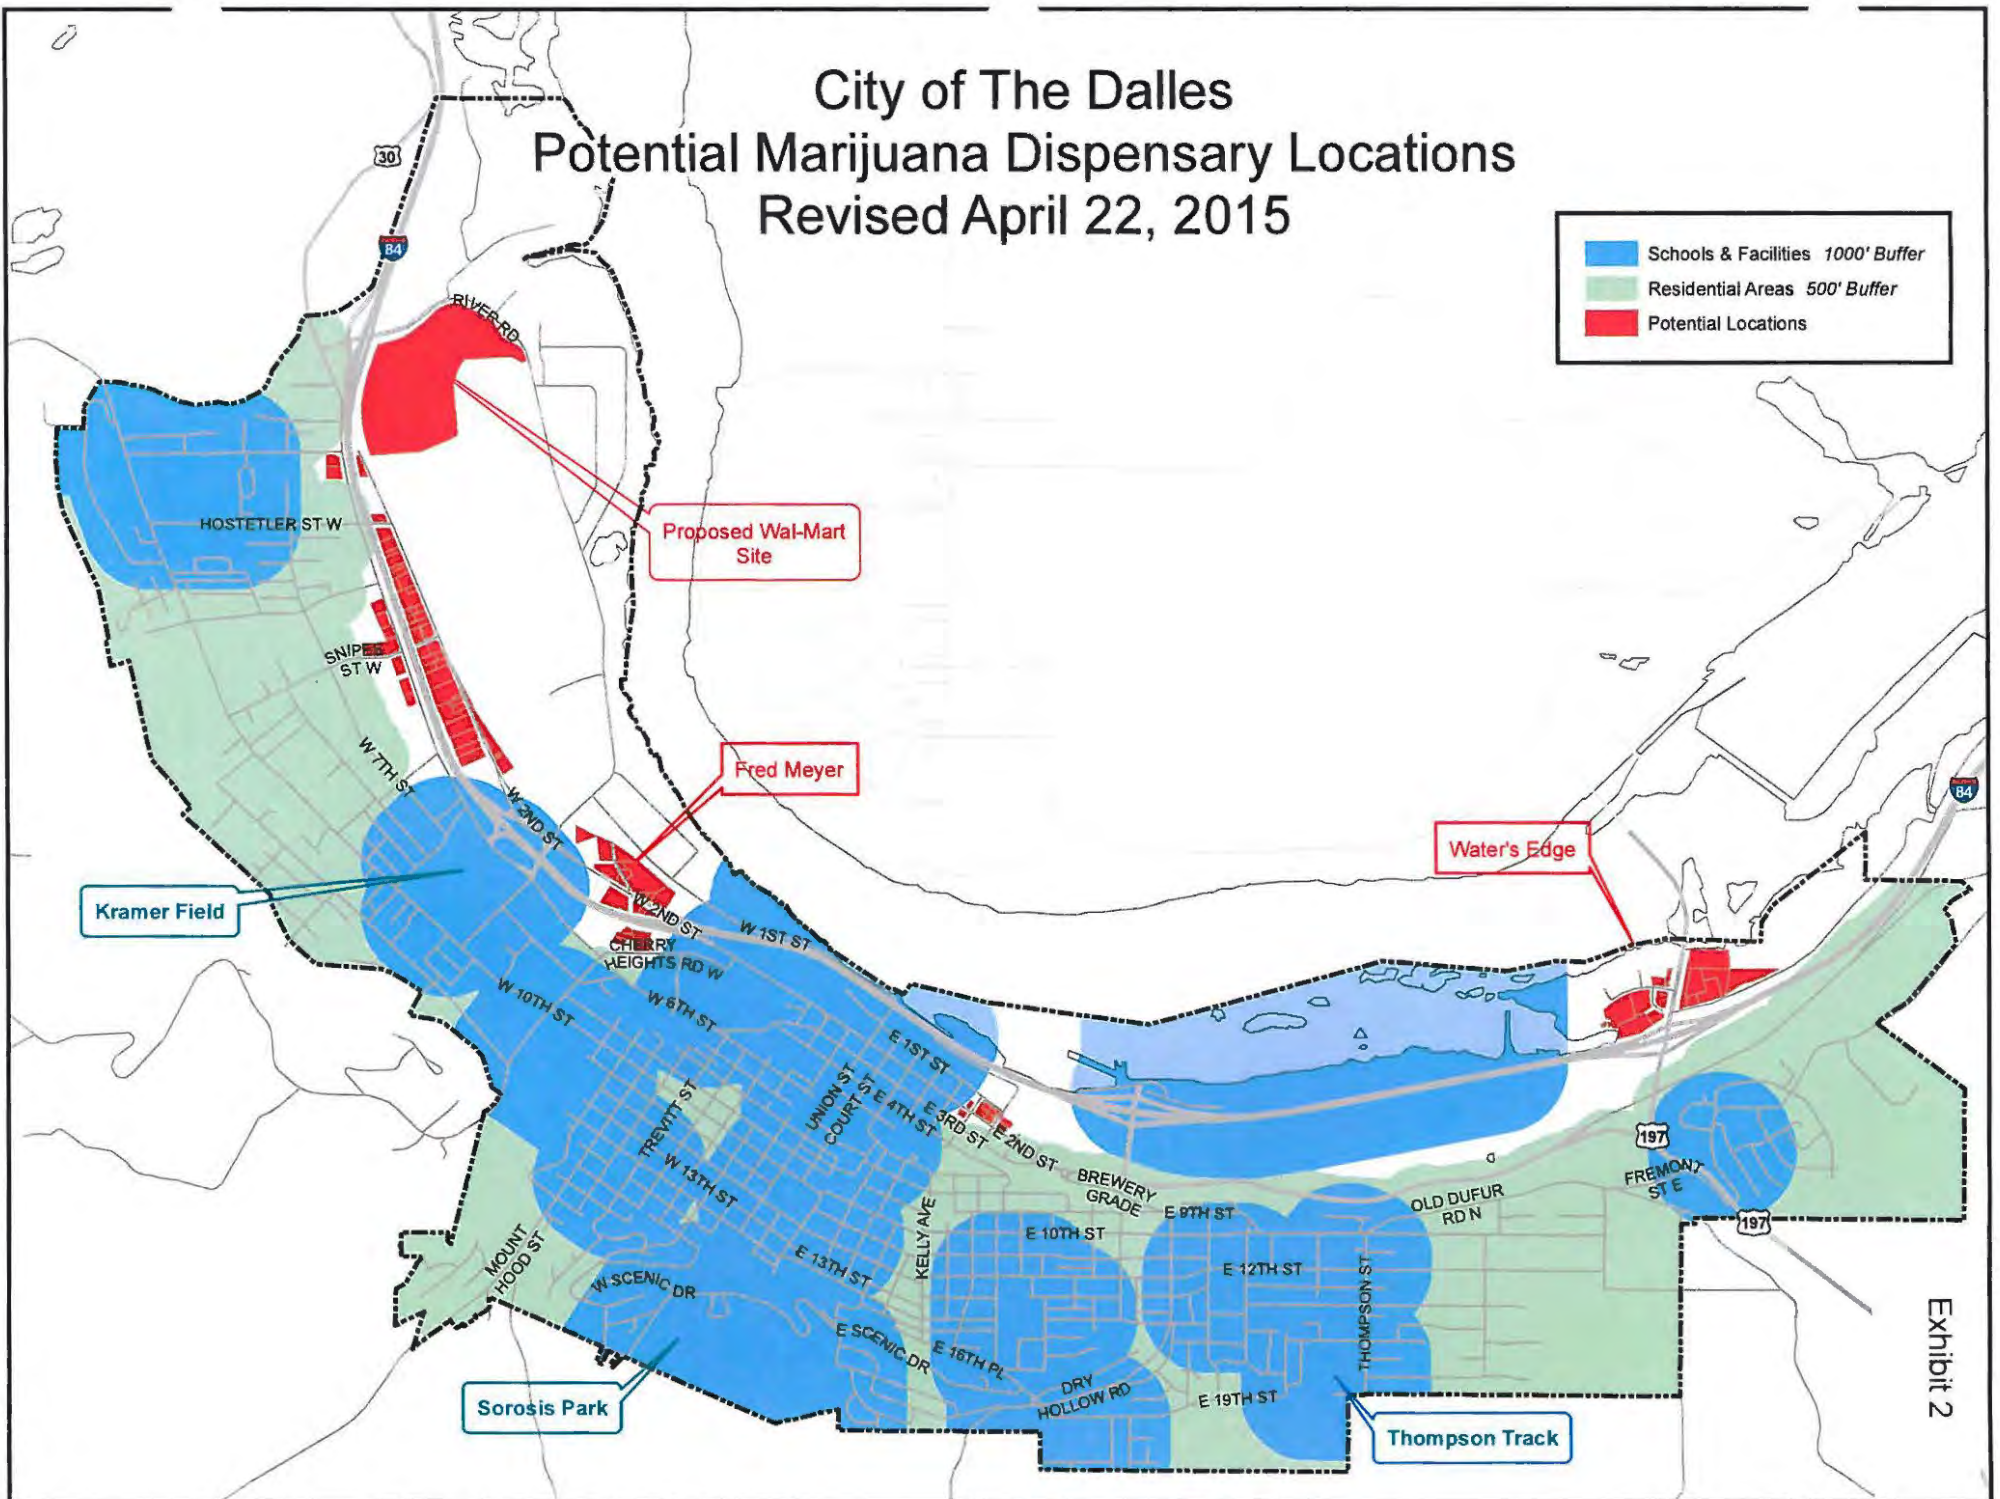 City of The Dalles
Potential Marijuana Dispensary Locations
Revised April 22, 2015
Schools & Facilities 1000' Buffer
Residential Areas 500' Buffer
Potential Locations
30
84
RIVER RD
HOSTETLER ST W
Proposed Wal-Mart
Site
SNIPES
ST W
W 7TH ST
Fred Meyer
W 2ND ST
84
Water's Edge
Kramer Field
W 2ND ST
W 1ST ST
CHERRY
HEIGHTS RD W
W 10TH ST
W 6TH ST
E 1ST ST
UNION ST
COURT ST
E 4TH ST
E 3RD ST
E 2ND ST
TREVITT ST
W 13TH ST
BREWERY
GRADE
197
FREMONT
ST E
OLD DUFUR
RD N
E 9TH ST
197
E 10TH ST
KELLY AVE
MOUNT
HOOD ST
E 13TH ST
E 12TH ST
W SCENIC DR
THOMPSON ST
E SCENIC DR
E 16TH PL
DRY
HOLLOW RD
E 19TH ST
Sorosis Park
Thompson Track
Exhibit 2